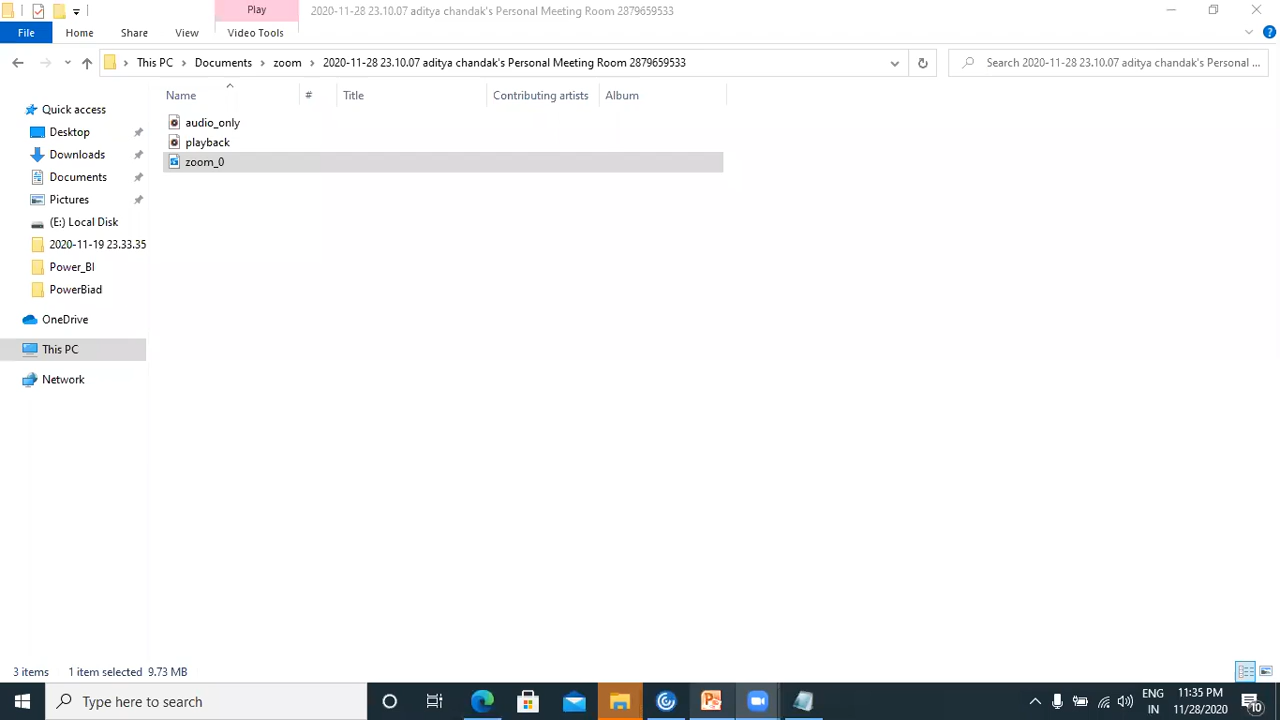 Play
2020-11-28 23.10.07 aditya chandak's Personal Meeting Room 2879659533
File
Home
Share
View
Video Tools
This PC
Documents
zoom
2020-11-28 23.10.07 aditya chandak's Personal Meeting Room 2879659533
Search 2020-11-28 23.10.07 aditya chandak's Personal ...
Name
#
Title
Contributing artists
Album
Quick access
Desktop
Downloads
Documents
Pictures
(E:) Local Disk
2020-11-19 23.33.35
Power_BI
PowerBiad
OneDrive
This PC
Network
audio_only
playback
zoom_0
3 items
1 item selected 9.73 MB
Type here to search
ENG
IN
11:35 PM
11/28/2020
10